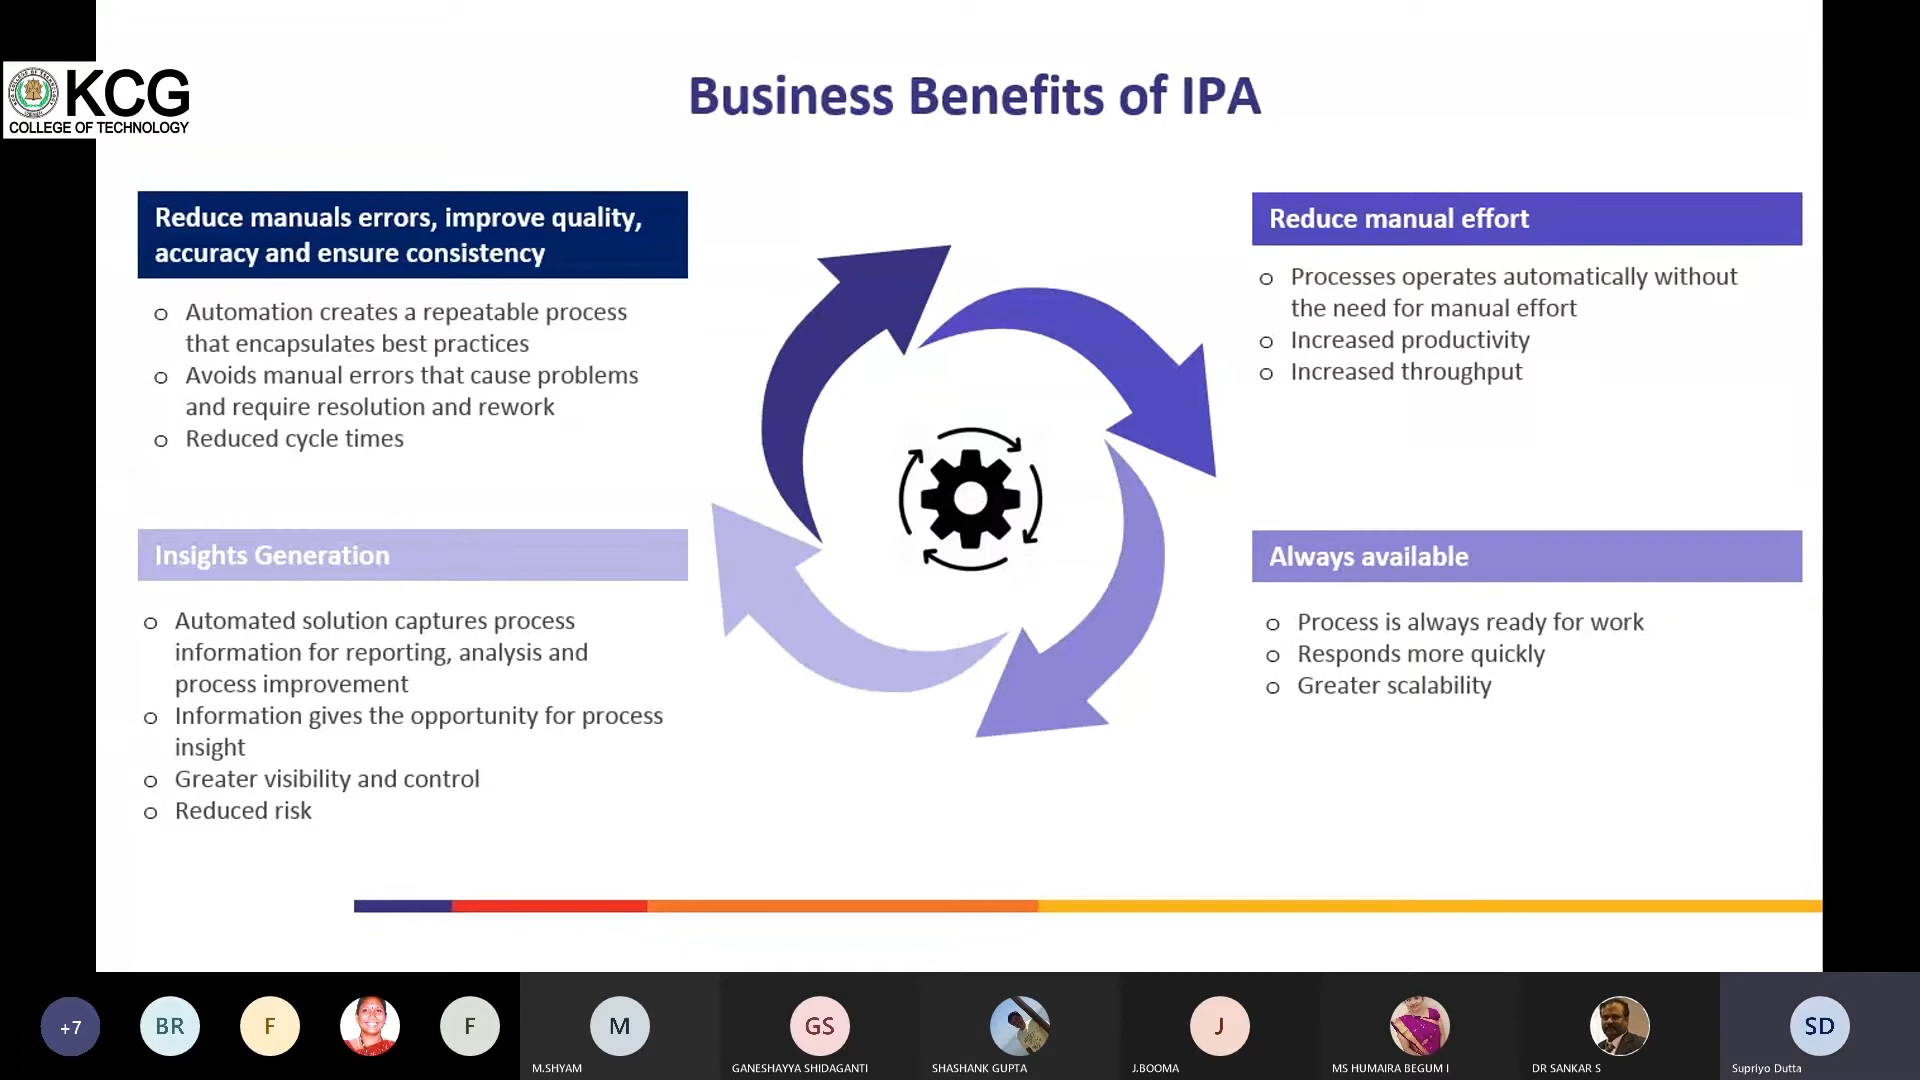 KCG
COLLEGE OF TECHNOLOGY
Business Benefits of IPA
Reduce manuals errors, improve quality,
accuracy and ensure consistency
o Automation creates a repeatable process
that encapsulates best practices
o Avoids manual errors that cause problems
and require resolution and rework
o Reduced cycle times
Reduce manual effort
o Processes operates automatically without
the need for manual effort
o Increased productivity
o Increased throughput
Insights Generation
o Automated solution captures process
information for reporting, analysis and
process improvement
o Information gives the opportunity for process
insight
o Greater visibility and control
o Reduced risk
Always available
o Process is always ready for work
o Responds more quickly
o Greater scalability
+7
BR
F
F
M
GS
J
SD
M.SHYAM
GANESHAYYA SHIDAGANTI
SHASHANK GUPTA
J.BOOMA
MS HUMAIRA BEGUM I
DR SANKAR S
Supriyo Dutta